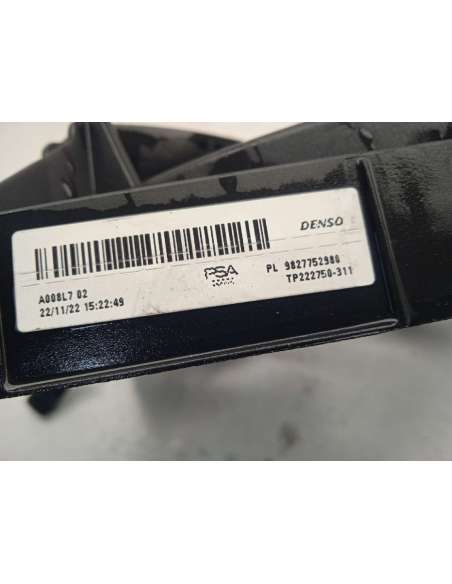 DENSO
PSA
PL 9827752980
TP222750-311
A008L7 02
22/11/22 15:22:49